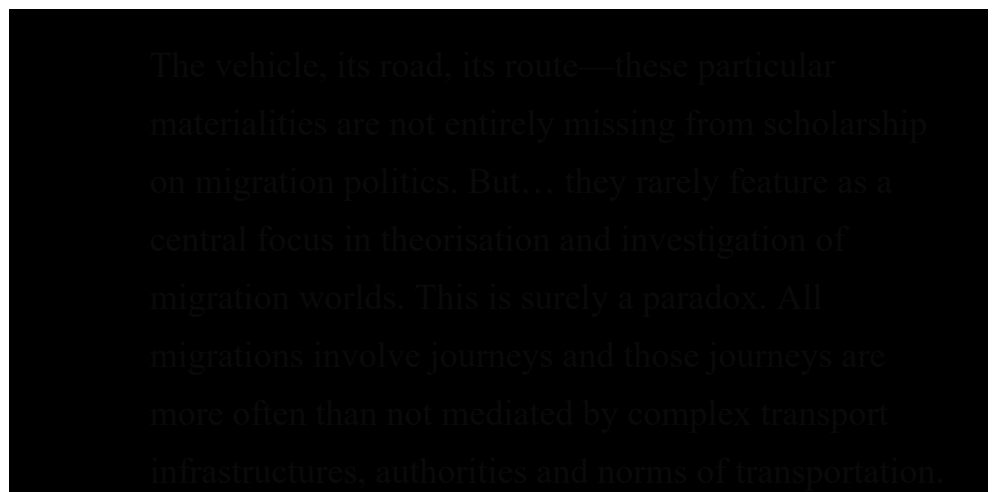 The vehicle, its road, its route—these particular
materialities are not entirely missing from scholarship
on migration politics. But… they rarely feature as a
central focus in theorisation and investigation of
migration worlds. This is surely a paradox. All
migrations involve journeys and those journeys are
more often than not mediated by complex transport
infrastructures, authorities and norms of transportation.